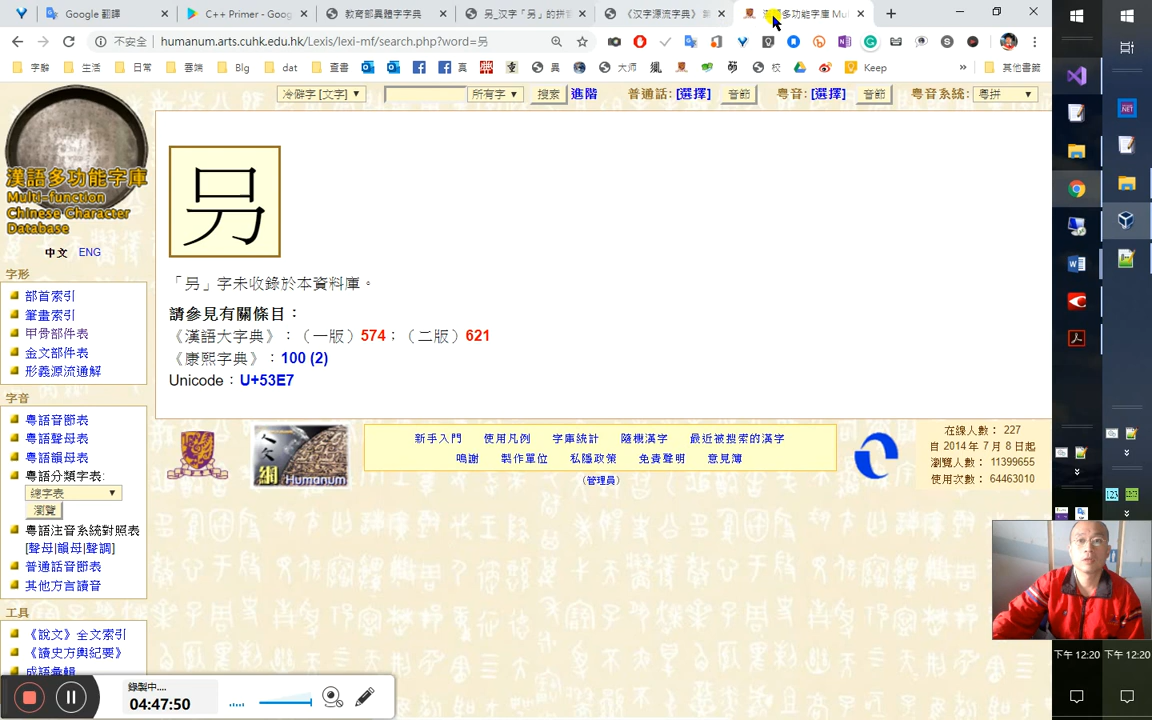 Google 翻譯
C++ Primer - Goog
教育部異體字字典
另_汉字「另」的拼音
《汉字源流字典》
漢語多功能字庫 Mul
不安全 | humanum.arts.cuhk.edu.hk/Lexis/lexi-mf/search.php?word=另
字辭 生活 日常 雲端 Blg dat 查書 真 異 大师 萌 校 Keep » 其他書籤
冷僻字 [文字] 所有字 搜索 進階 普通話: [選擇] 音節 粵音: [選擇] 音節 粵音系統: 粵拼
漢語多功能字庫
Multi-function
Chinese Character
Database
中文 ENG
字形
部首索引
筆畫索引
甲骨部件表
金文部件表
形義源流通解
字音
粵語音節表
粵語聲母表
粵語韻母表
粵語分類字表:
總字表
瀏覽
粵語注音系統對照表
[聲母|韻母|聲調]
普通話音節表
其他方言讀音
工具
《說文》全文索引
《讀史方輿紀要》
成語彙輯
叧
「叧」字未收錄於本資料庫。
請參見有關條目：
《漢語大字典》：（一版）574；（二版）621
《康熙字典》：100 (2)
Unicode：U+53E7
人文網
Humanum
新手入門 使用凡例 字庫統計 隨機漢字 最近被搜索的漢字
鳴謝 製作單位 私隱政策 免責聲明 意見簿
(管理員)
在線人數： 227
自 2014 年 7 月 8 日起
瀏覽人數： 11399655
使用次數： 64463010
錄製中....
04:47:50
下午 12:20
下午 12:20